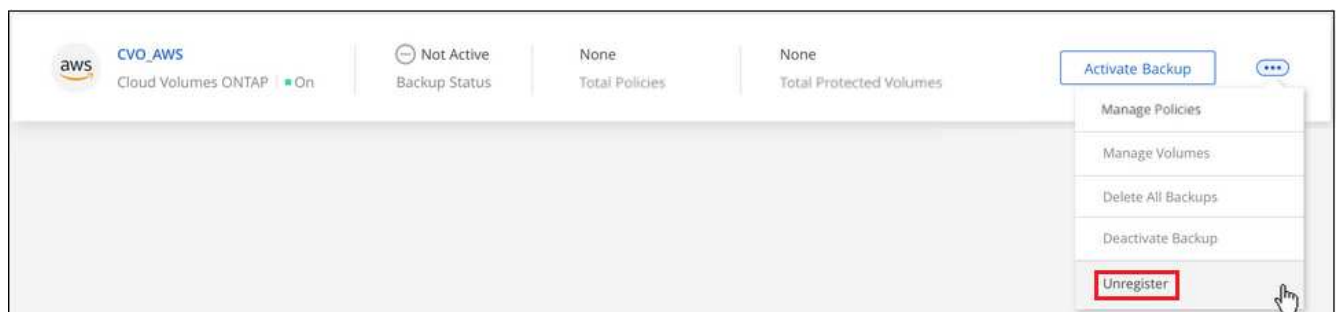 aws
CVO_AWS
Cloud Volumes ONTAP
On
Not Active
Backup Status
None
Total Policies
None
Total Protected Volumes
Activate Backup
Manage Policies
Manage Volumes
Delete All Backups
Deactivate Backup
Unregister